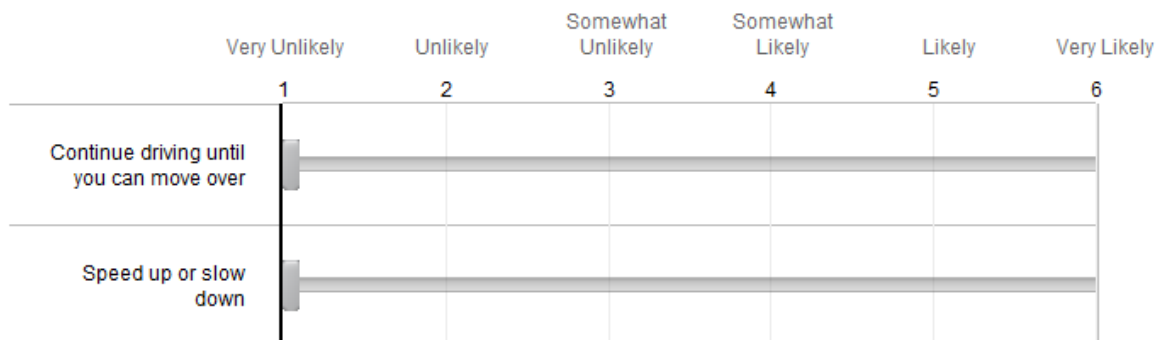 Very Unlikely
Unlikely
Somewhat
Unlikely
Somewhat
Likely
Likely
Very Likely
1
2
3
4
5
6
Continue driving until
you can move over
Speed up or slow
down